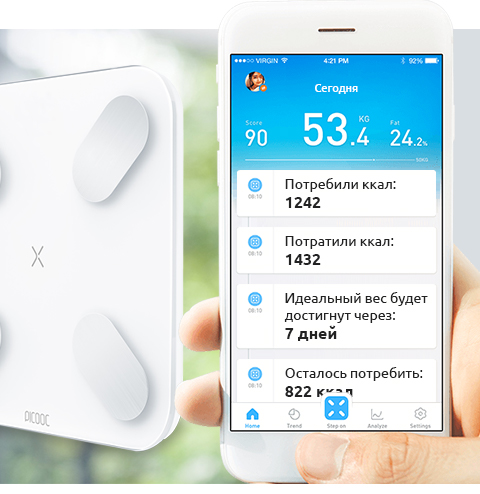 VIRGIN 4:21 PM 92%
Сегодня
Score KG Fat
90 53.4 24.2%
50KG
Потребили ккал:
1242
08:10
Потратили ккал:
1432
08:10
Идеальный вес будет
достигнут через:
7 дней
08:10
Осталось потребить:
822 ккал
08:10
Home Trend Step on Analyze Settings
PICOOC